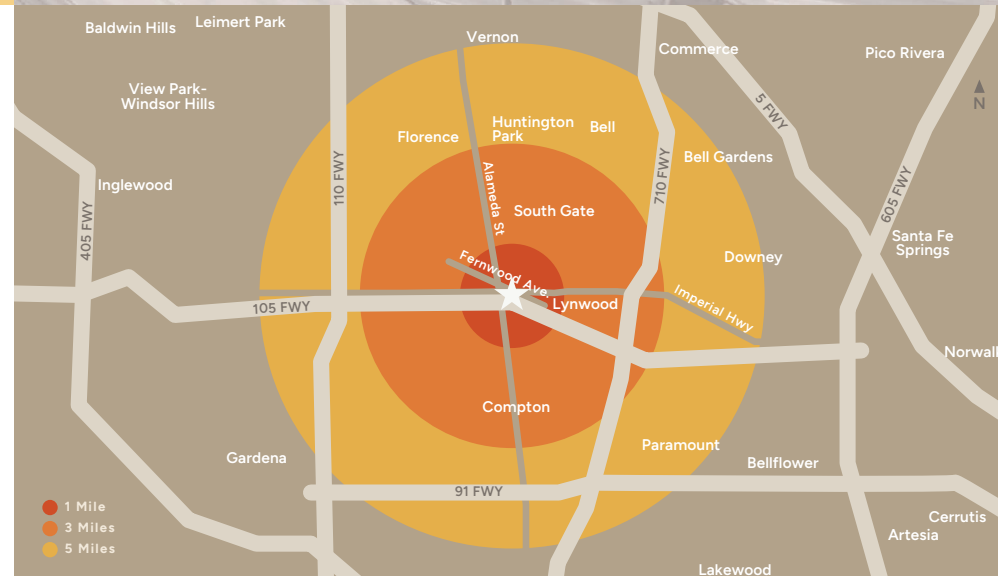 Baldwin Hills
Leimert Park
Vernon
Commerce
Pico Rivera
View Park-
Windsor Hills
5 FWY
N
Florence
Huntington
Park
Bell
Bell Gardens
110 FWY
710 FWY
Inglewood
Alameda St
605 FWY
South Gate
405 FWY
Santa Fe
Springs
Downey
Fernwood Ave.
105 FWY
Lynwood
Imperial Hwy
Norwalk
Compton
Paramount
Gardena
Bellflower
91 FWY
1 Mile
3 Miles
5 Miles
Cerrutis
Artesia
Lakewood